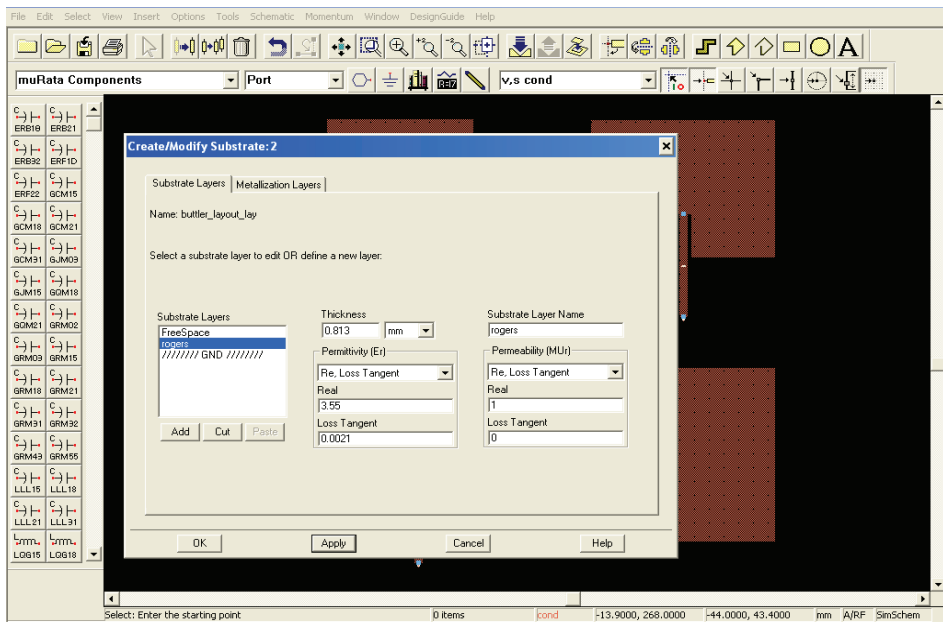 File Edit Select View Insert Options Tools Schematic Momentum Window DesignGuide Help
+2 -2 A
muRata Components Port REI7 v,s cond
C C
ERB18 ERB21
C C
ERB32 ERF1D
C C
ERF22 GCM15
C C
GCM18 GCM21
C C
GCM31 GJM03
C C
GJM15 GQM18
C C
GQM21 GRM02
C C
GRM03 GRM15
C C
GRM18 GRM21
C C
GRM31 GRM32
C C
GRM43 GRM55
C C
LLL15 LLL18
C C
LLL21 LLL31
LQG15 LQG18
Create/Modify Substrate:2
Substrate Layers Metallization Layers
Name: buttler_layout_lay
Select a substrate layer to edit OR define a new layer:
Substrate Layers
FreeSpace
rogers
//////// GND ////////
Add Cut Paste
Thickness
0.813 mm
Permittivity (Er)
Re, Loss Tangent
Real
3.55
Loss Tangent
0.0021
Substrate Layer Name
rogers
Permeability (MUr)
Re, Loss Tangent
Real
1
Loss Tangent
0
OK Apply Cancel Help
Select: Enter the starting point 0 items cond -13.9000, 268.0000 -44.0000, 43.4000 mm A/RF SimSchem